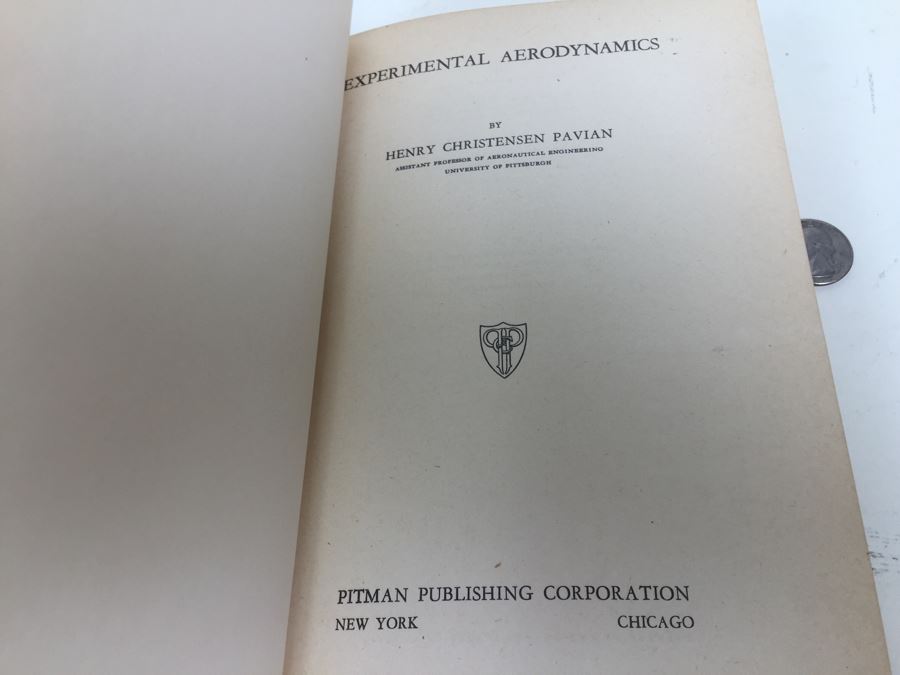 EXPERIMENTAL AERODYNAMICS
BY
HENRY CHRISTENSEN PAVIAN
ASSISTANT PROFESSOR OF AERONAUTICAL ENGINEERING
UNIVERSITY OF PITTSBURGH
PITMAN PUBLISHING CORPORATION
NEW YORK CHICAGO